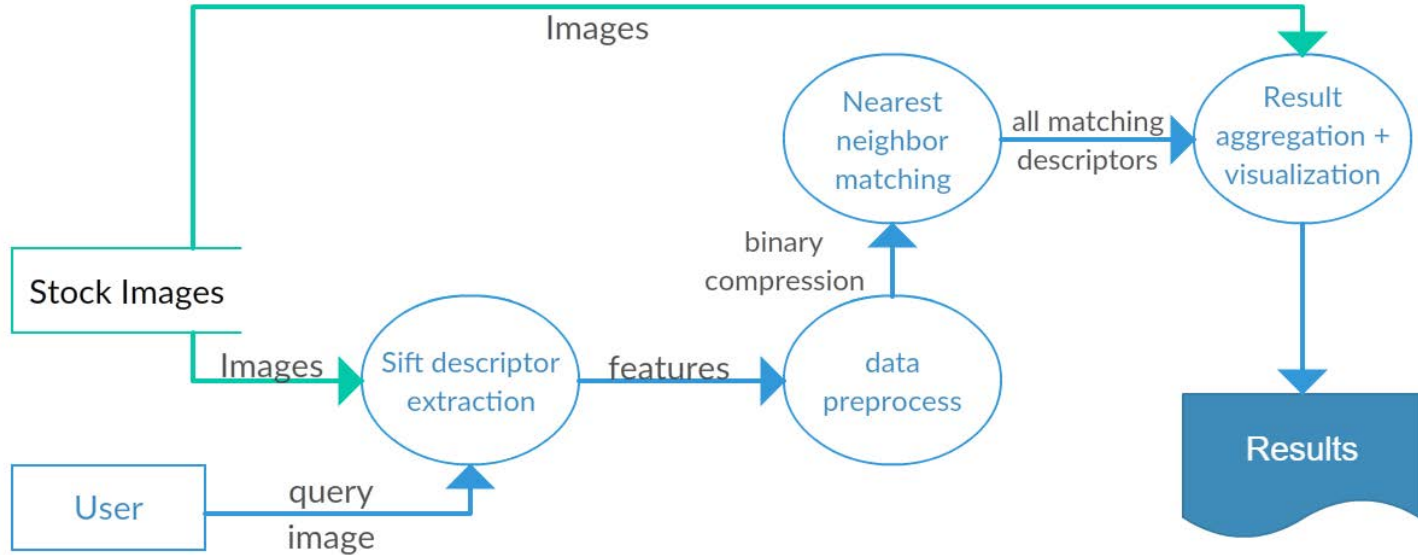 Images
Nearest
neighbor
matching
all matching
descriptors
Result
aggregation +
visualization
Stock Images
binary
compression
Images
Sift descriptor
extraction
features
data
preprocess
Results
User
query
image